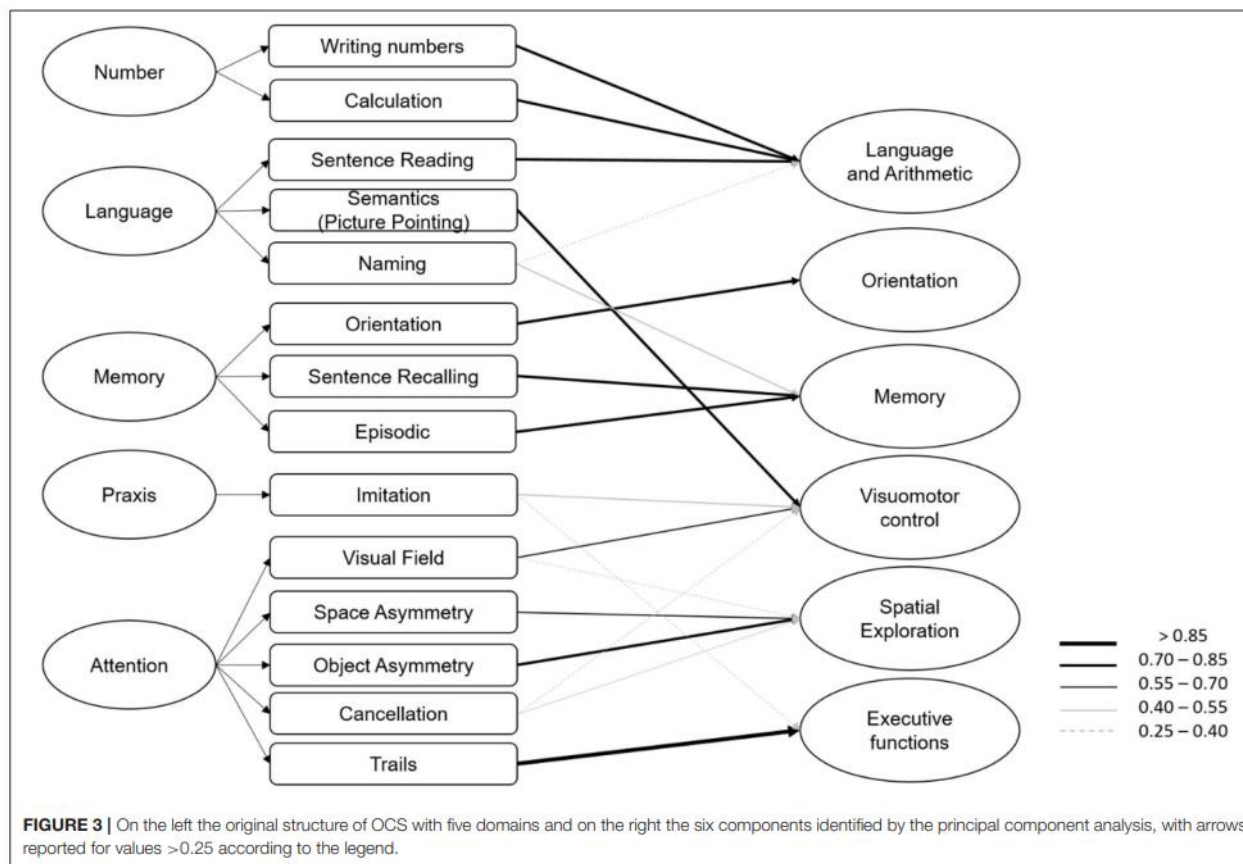 Number
Language
Memory
Praxis
Attention
Writing numbers
Calculation
Sentence Reading
Semantics
(Picture Pointing)
Naming
Orientation
Sentence Recalling
Episodic
Imitation
Visual Field
Space Asymmetry
Object Asymmetry
Cancellation
Trails
Language
and Arithmetic
Orientation
Memory
Visuomotor
control
Spatial
Exploration
Executive
functions
> 0.85
0.70 – 0.85
0.55 – 0.70
0.40 – 0.55
0.25 – 0.40
FIGURE 3 | On the left the original structure of OCS with five domains and on the right the six components identified by the principal component analysis, with arrows
reported for values >0.25 according to the legend.